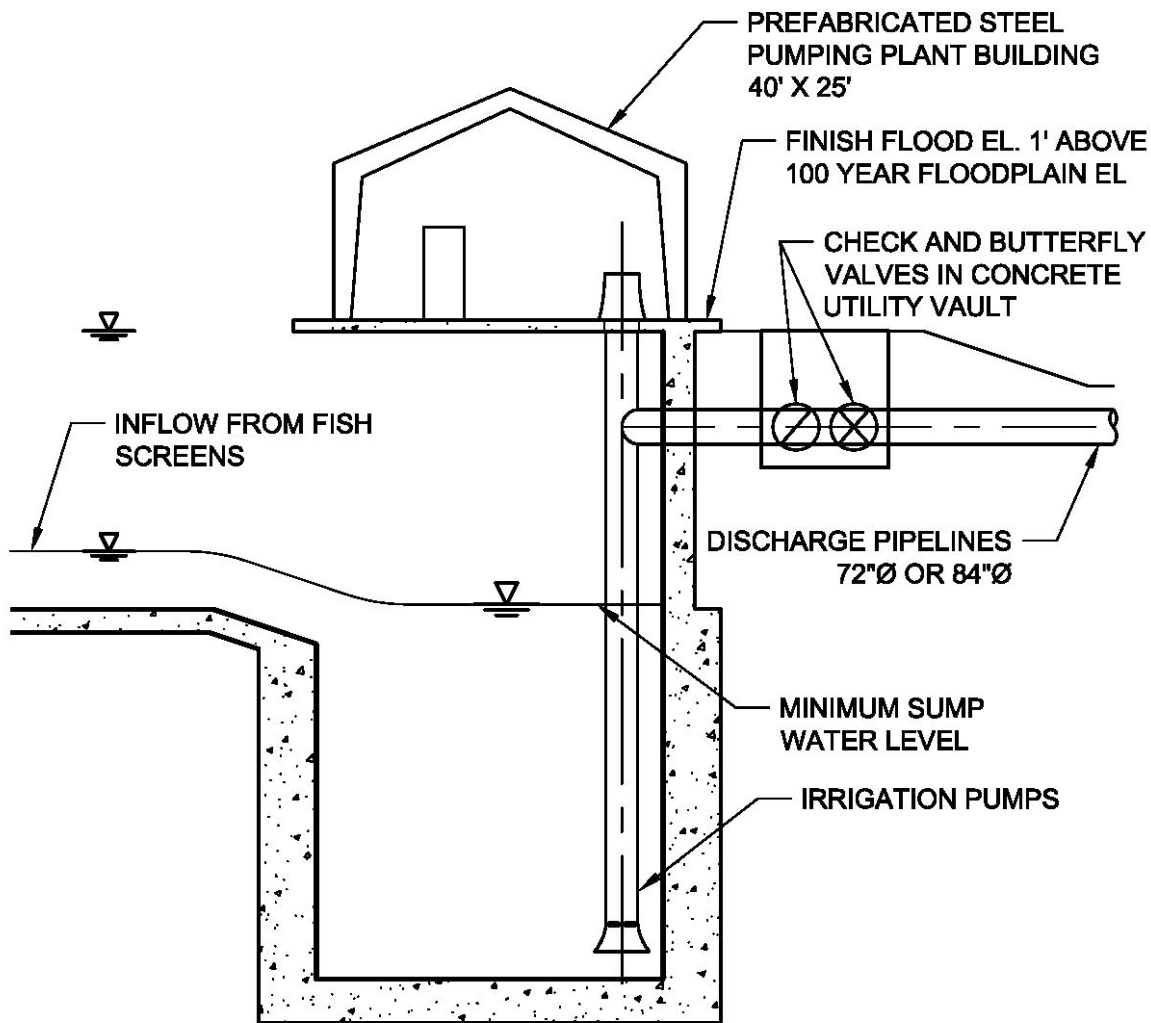 PREFABRICATED STEEL
PUMPING PLANT BUILDING
40' X 25'
FINISH FLOOD EL. 1' ABOVE
100 YEAR FLOODPLAIN EL
CHECK AND BUTTERFLY
VALVES IN CONCRETE
UTILITY VAULT
INFLOW FROM FISH
SCREENS
DISCHARGE PIPELINES
72"Ø OR 84"Ø
MINIMUM SUMP
WATER LEVEL
IRRIGATION PUMPS